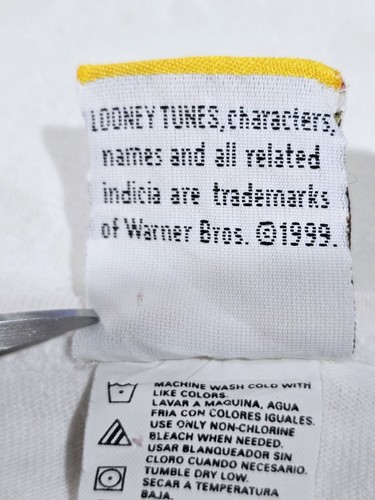 LOONEY TUNES, characters,
names and all related
indicia are trademarks
of Warner Bros. ©1999.
MACHINE WASH COLD WITH
LIKE COLORS.
LAVAR A MAQUINA, AGUA
FRIA CON COLORES IGUALES.
USE ONLY NON-CHLORINE
BLEACH WHEN NEEDED.
USAR BLANQUEADOR SIN
CLORO CUANDO NECESARIO.
TUMBLE DRY LOW.
SECAR A TEMPERATURA
BAJA.